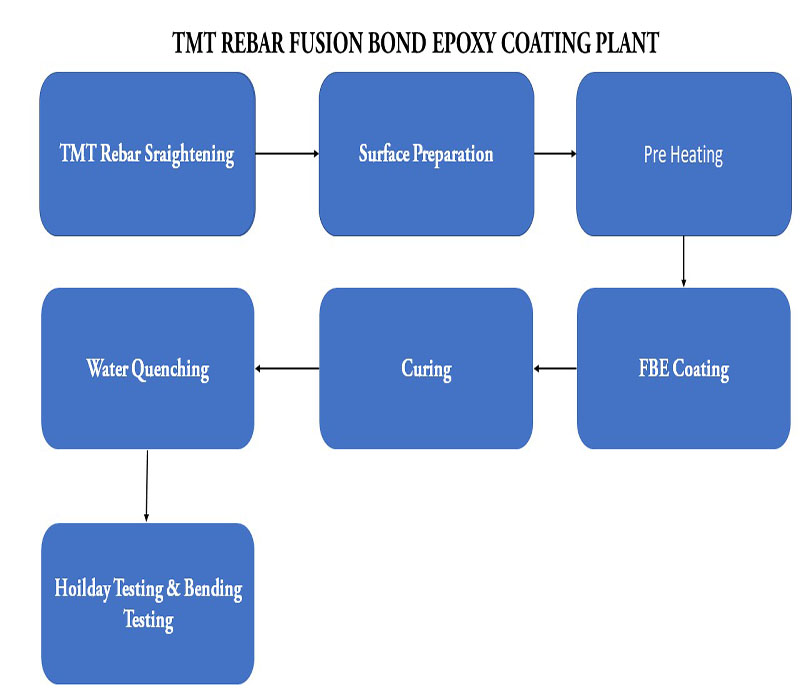 TMT REBAR FUSION BOND EPOXY COATING PLANT
TMT Rebar Sraightening
Surface Preparation
Pre Heating
FBE Coating
Curing
Water Quenching
Hoilday Testing & Bending
Testing